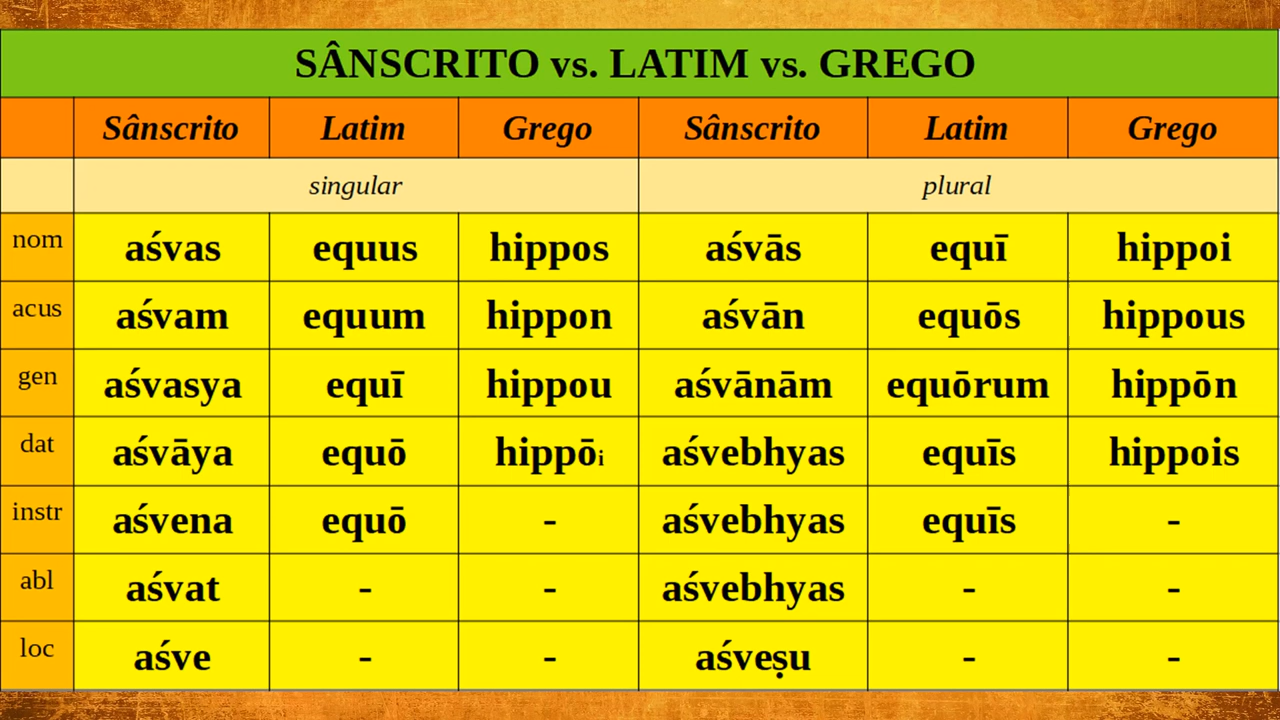 SÂNSCRITO vs. LATIM vs. GREGO
Sânscrito Latim Grego Sânscrito Latim Grego
singular plural
nom aśvas equus hippos aśvās equī hippoi
acus aśvam equum hippon aśvān equōs hippous
gen aśvasya equī hippou aśvānām equōrum hippōn
dat aśvāya equō hippōi aśvebhyas equīs hippois
instr aśvena equō - aśvebhyas equīs -
abl aśvat - - aśvebhyas - -
loc aśve - - aśveṣu - -